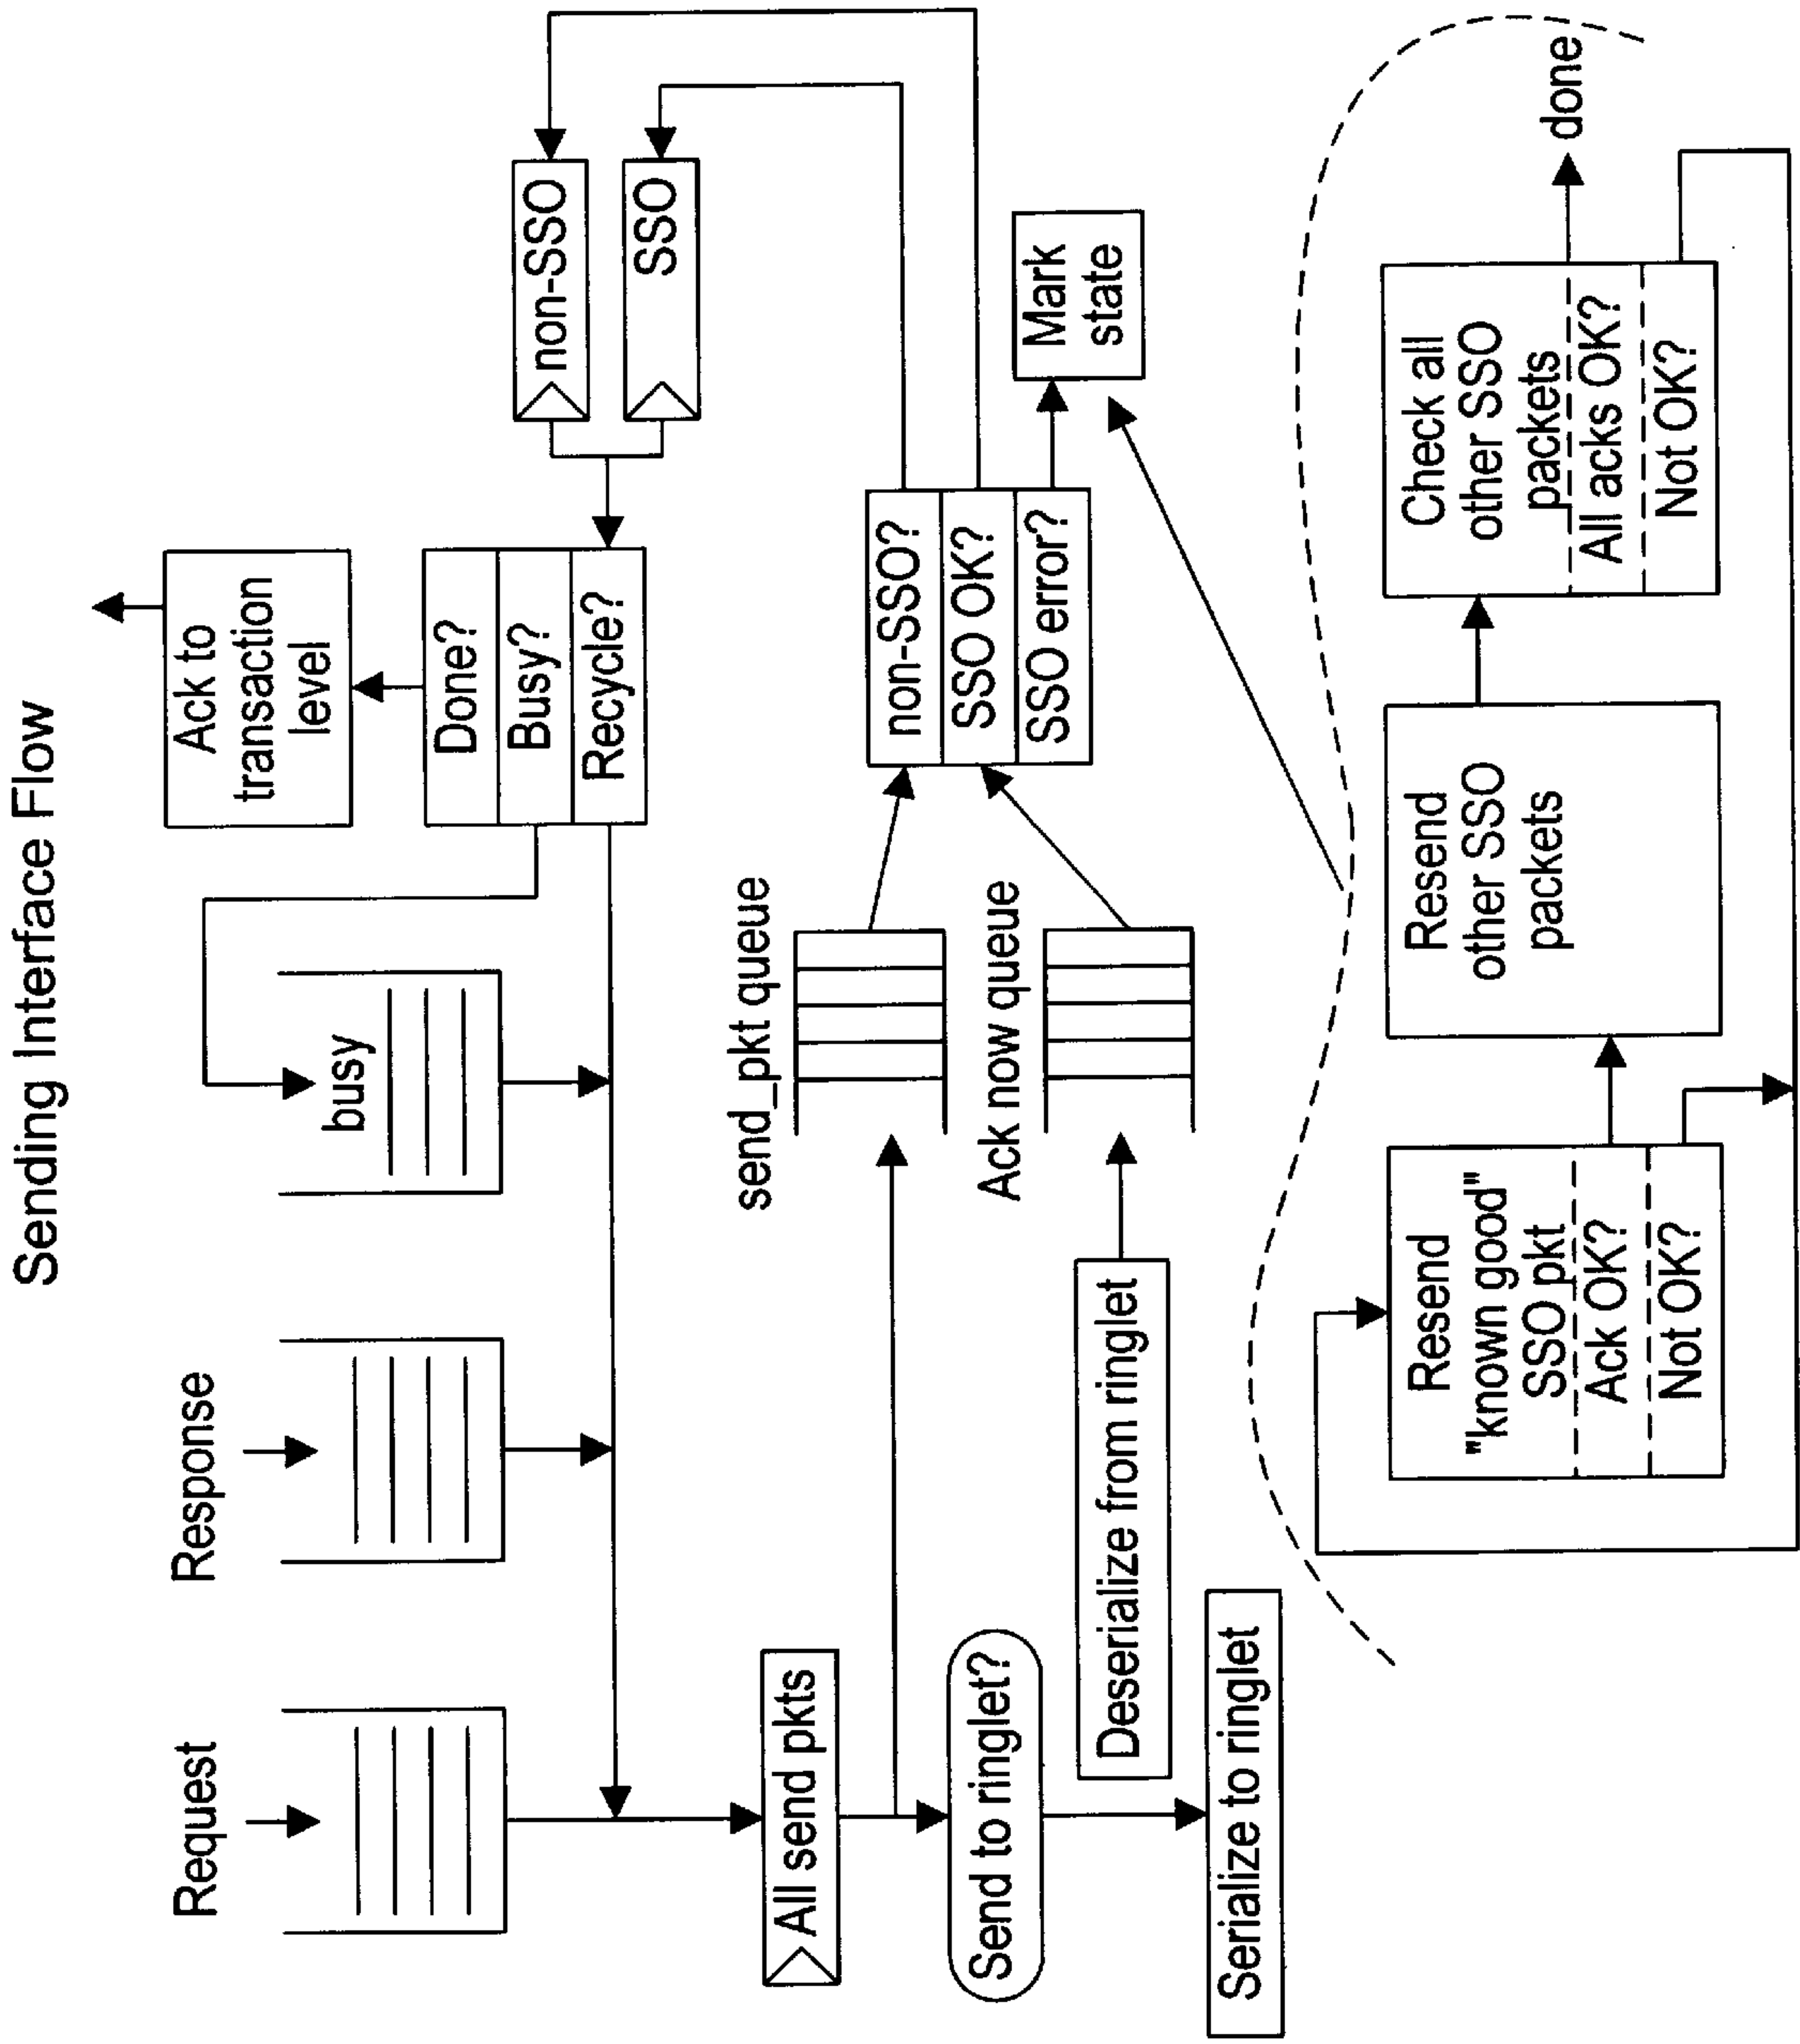 Sending Interface Flow
Request
Response
busy
Ack to
transaction
level
Done?
Busy?
Recycle?
non-SSO
SSO
All send pkts
send_pkt queue
Send to ringlet?
Ack now queue
non-SSO?
SSO OK?
SSO error?
Mark
state
Deserialize from ringlet
Serialize to ringlet
Resend
"known good"
SSO pkt
Ack OK?
Not OK?
Resend
other SSO
packets
Check all
other SSO
packets
All acks OK?
Not OK?
done